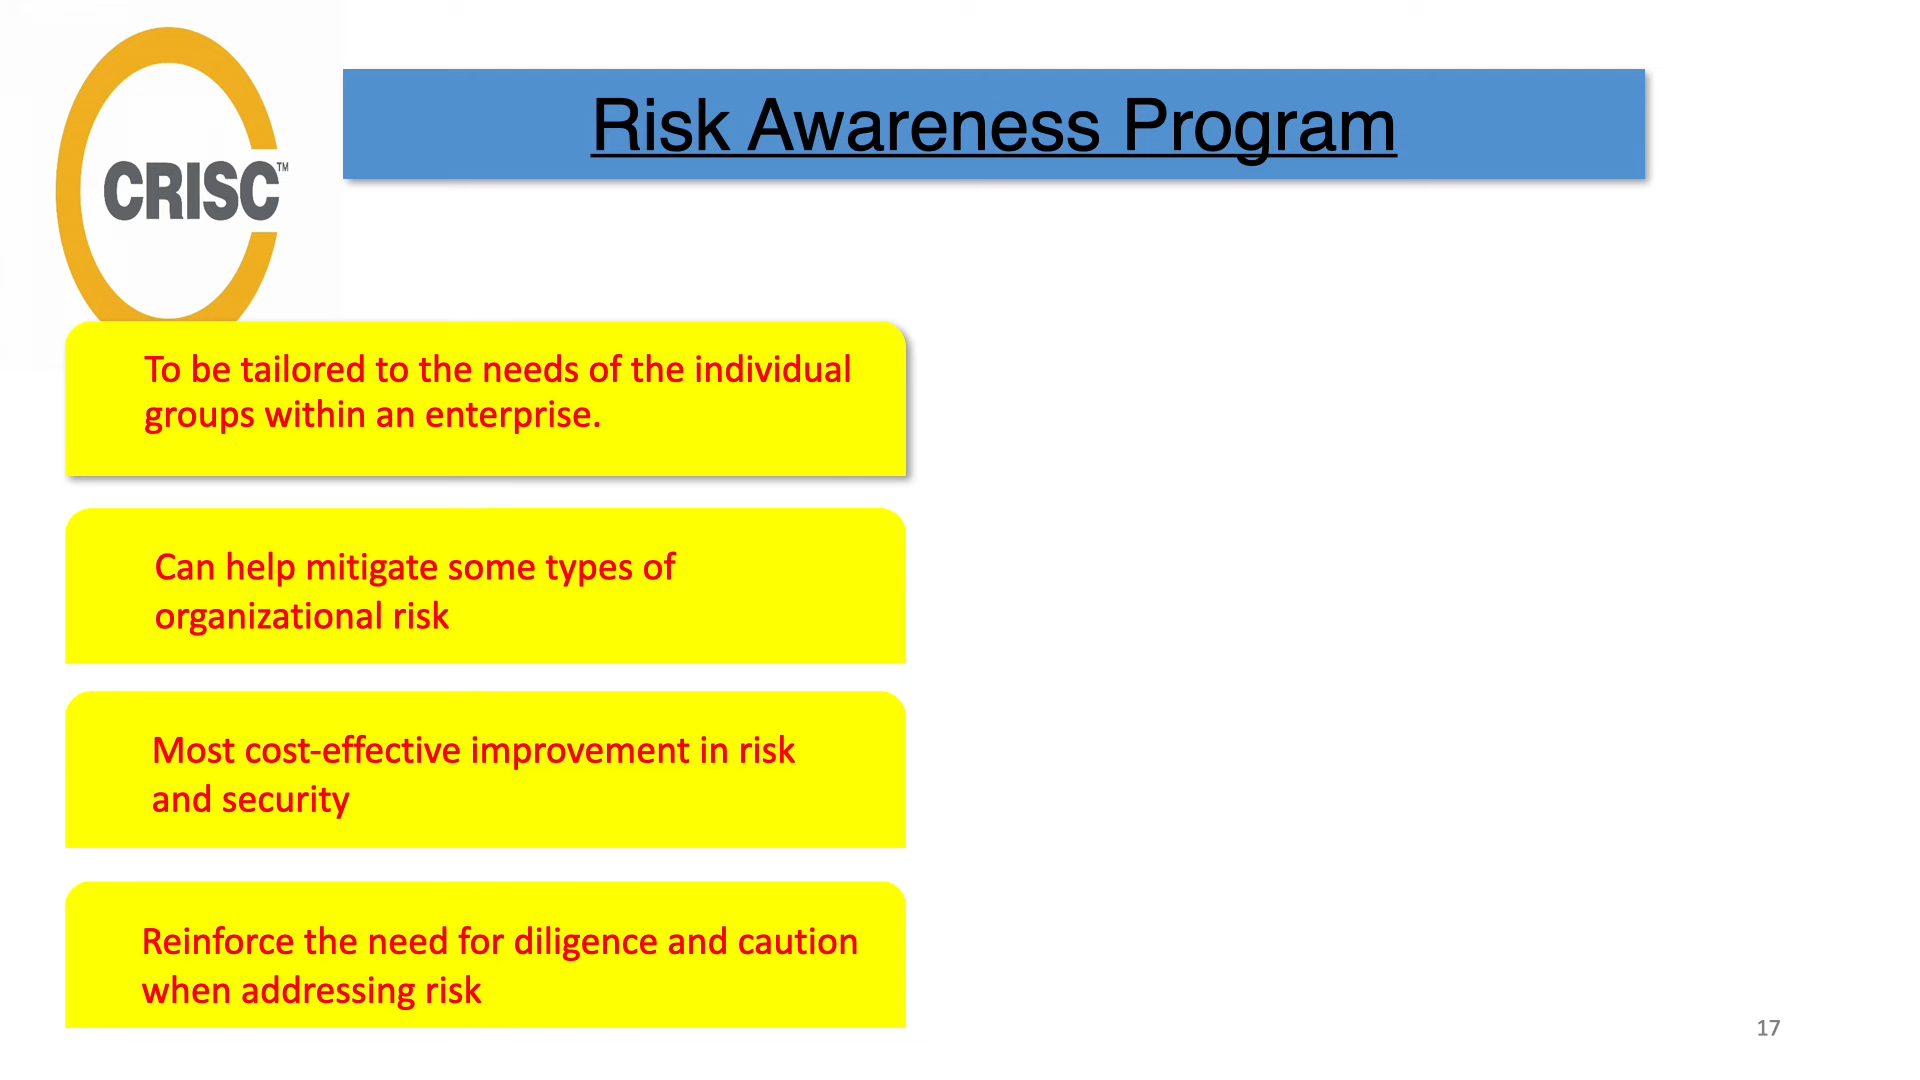 CRISC™
Risk Awareness Program
To be tailored to the needs of the individual
groups within an enterprise.
Can help mitigate some types of
organizational risk
Most cost-effective improvement in risk
and security
Reinforce the need for diligence and caution
when addressing risk
17